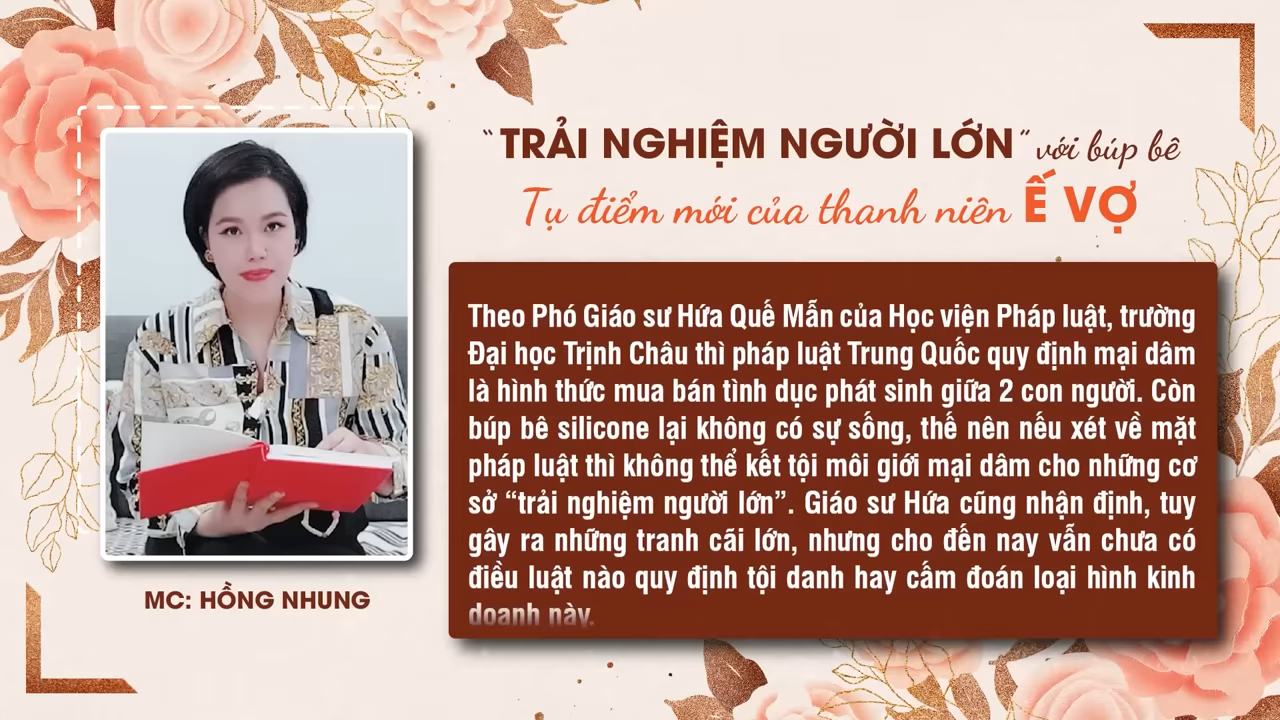 “TRẢI NGHIỆM NGƯỜI LỚN” với búp bê
Tụ điểm mới của thanh niên Ế VỢ
Theo Phó Giáo sư Hứa Quế Mẫn của Học viện Pháp luật, trường
Đại học Trịnh Châu thì pháp luật Trung Quốc quy định mại dâm
là hình thức mua bán tình dục phát sinh giữa 2 con người. Còn
búp bê silicone lại không có sự sống, thế nên nếu xét về mặt
pháp luật thì không thể kết tội môi giới mại dâm cho những cơ
sở “trải nghiệm người lớn”. Giáo sư Hứa cũng nhận định, tuy
gây ra những tranh cãi lớn, nhưng cho đến nay vẫn chưa có
điều luật nào quy định tội danh hay cấm đoán loại hình kinh
doanh này.
MC: HỒNG NHUNG